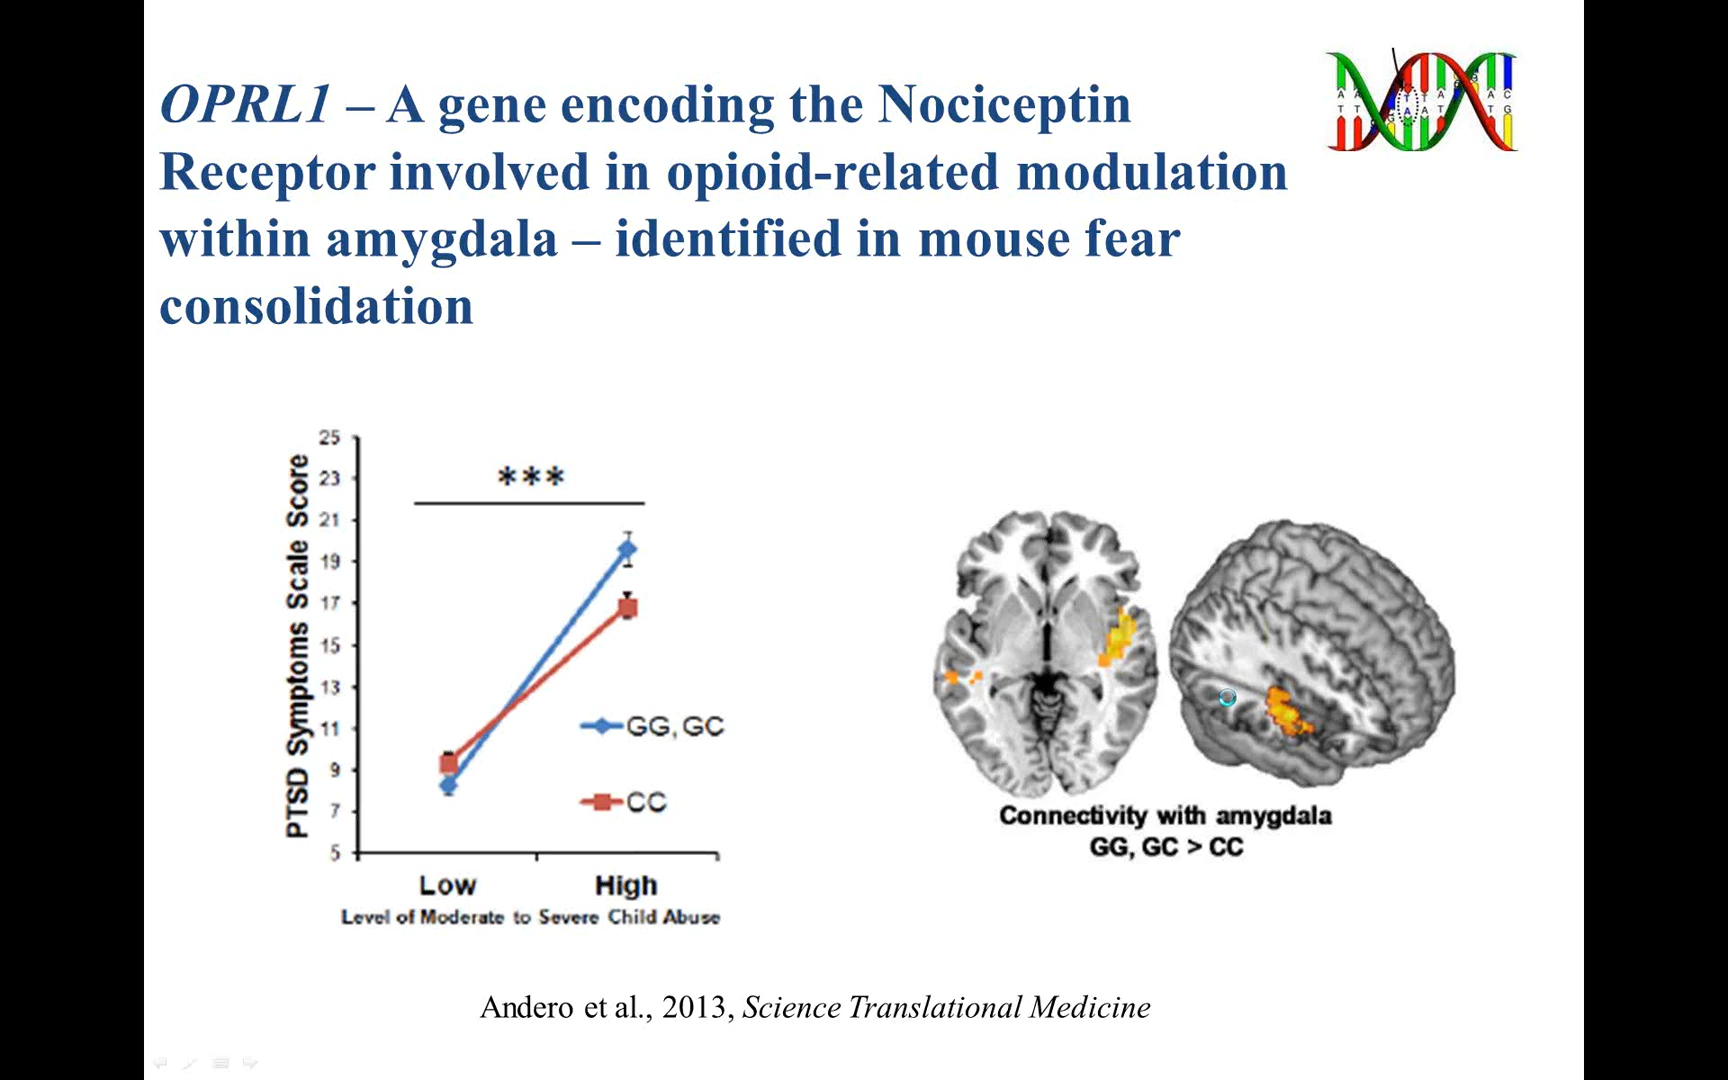 OPRL1 – A gene encoding the Nociceptin
Receptor involved in opioid-related modulation
within amygdala – identified in mouse fear
consolidation
PTSD Symptoms Scale Score
25
23
21
19
17
15
13
11
9
7
5
***
GG, GC
CC
Low High
Level of Moderate to Severe Child Abuse
Connectivity with amygdala
GG, GC > CC
Andero et al., 2013, Science Translational Medicine